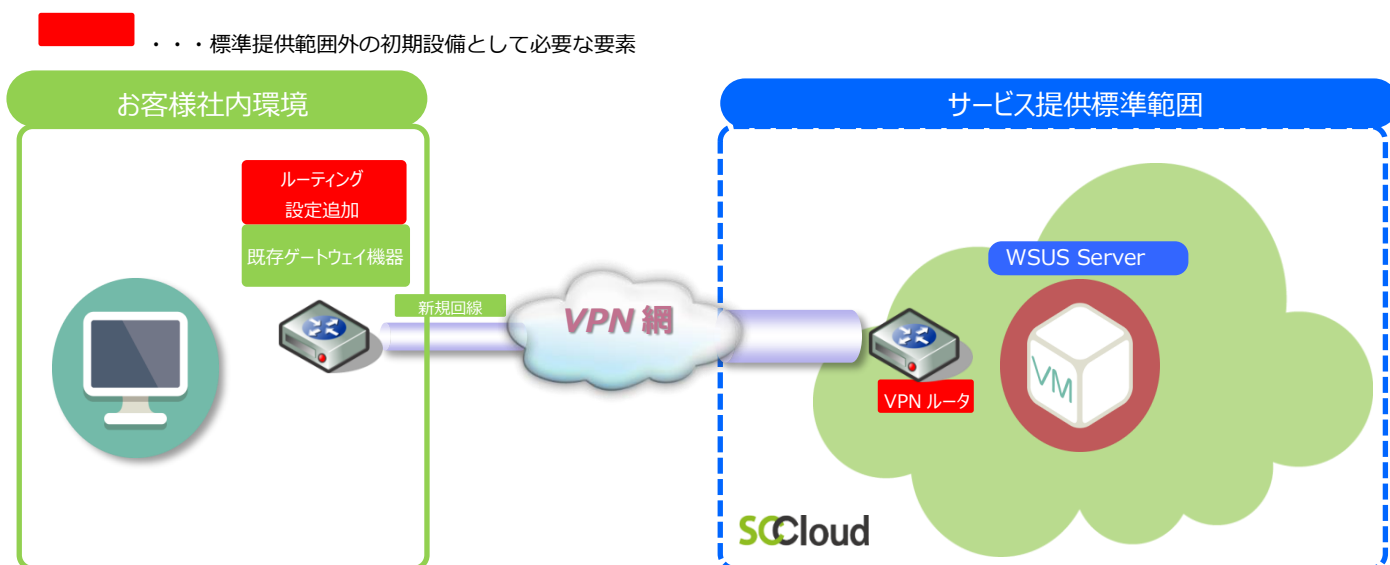 ・・・標準提供範囲外の初期設備として必要な要素
お客様社内環境
サービス提供標準範囲
ルーティング
設定追加
既存ゲートウェイ機器
新規回線
VPN 網
WSUS Server
VPN ルータ
VM
SCCloud